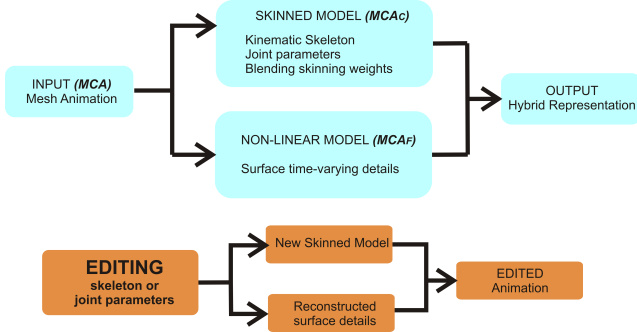 INPUT (MCA)
Mesh Animation
SKINNED MODEL (MCAC)
Kinematic Skeleton
Joint parameters
Blending skinning weights
NON-LINEAR MODEL (MCAF)
Surface time-varying details
OUTPUT
Hybrid Representation
EDITING
skeleton or
joint parameters
New Skinned Model
Reconstructed
surface details
EDITED
Animation